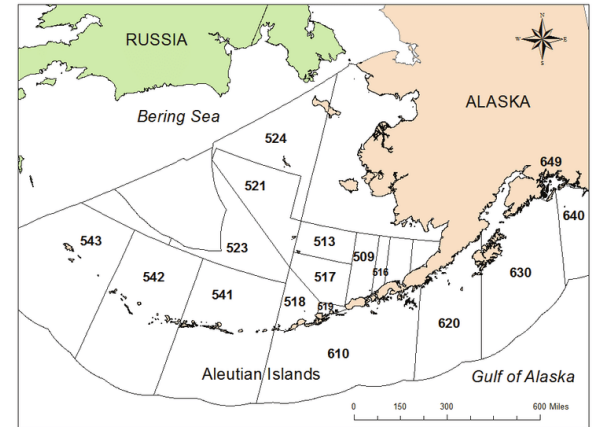 N
W
E
S
RUSSIA
Bering Sea
ALASKA
524
649
521
640
543
523
513
509
630
542
517
516
541
518
519
620
610
Aleutian Islands
Gulf of Alaska
0 150 300 600 Miles